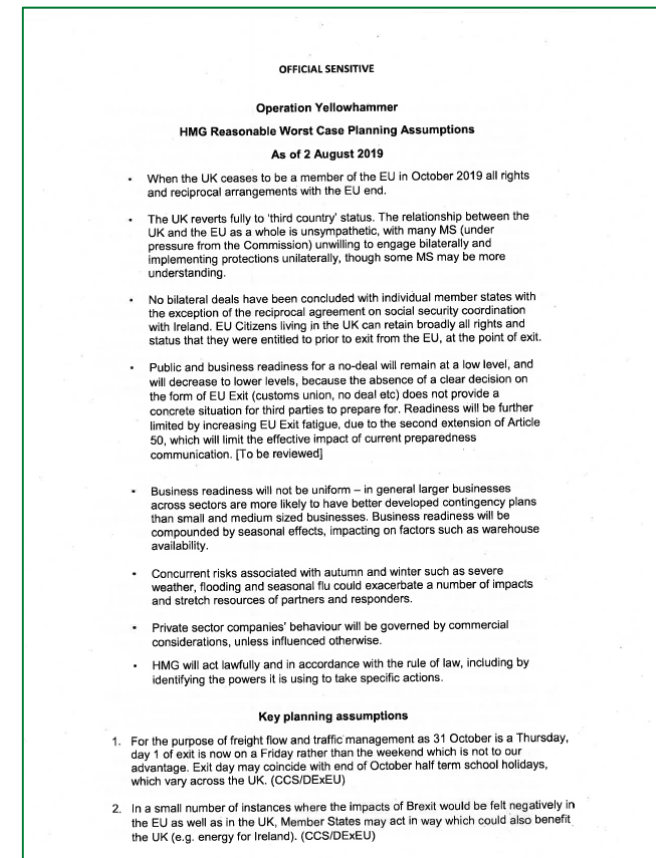 OFFICIAL SENSITIVE
Operation Yellowhammer
HMG Reasonable Worst Case Planning Assumptions
As of 2 August 2019
• When the UK ceases to be a member of the EU in October 2019 all rights
and reciprocal arrangements with the EU end.
• The UK reverts fully to 'third country' status. The relationship between the
UK and the EU as a whole is unsympathetic, with many MS (under
pressure from the Commission) unwilling to engage bilaterally and
implementing protections unilaterally, though some MS may be more
understanding.
• No bilateral deals have been concluded with individual member states with
the exception of the reciprocal agreement on social security coordination
with Ireland. EU Citizens living in the UK can retain broadly all rights and
status that they were entitled to prior to exit from the EU, at the point of exit.
• Public and business readiness for a no-deal will remain at a low level, and
will decrease to lower levels, because the absence of a clear decision on
the form of EU Exit (customs union, no deal etc) does not provide a
concrete situation for third parties to prepare for. Readiness will be further
limited by increasing EU Exit fatigue, due to the second extension of Article
50, which will limit the effective impact of current preparedness
communication. [To be reviewed]
• Business readiness will not be uniform – in general larger businesses
across sectors are more likely to have better developed contingency plans
than small and medium sized businesses. Business readiness will be
compounded by seasonal effects, impacting on factors such as warehouse
availability.
• Concurrent risks associated with autumn and winter such as severe
weather, flooding and seasonal flu could exacerbate a number of impacts
and stretch resources of partners and responders.
• Private sector companies' behaviour will be governed by commercial
considerations, unless influenced otherwise.
• HMG will act lawfully and in accordance with the rule of law, including by
identifying the powers it is using to take specific actions.
Key planning assumptions
1. For the purpose of freight flow and traffic management as 31 October is a Thursday,
day 1 of exit is now on a Friday rather than the weekend which is not to our
advantage. Exit day may coincide with end of October half term school holidays,
which vary across the UK. (CCS/DExEU)
2. In a small number of instances where the impacts of Brexit would be felt negatively in
the EU as well as in the UK, Member States may act in way which could also benefit
the UK (e.g. energy for Ireland). (CCS/DExEU)